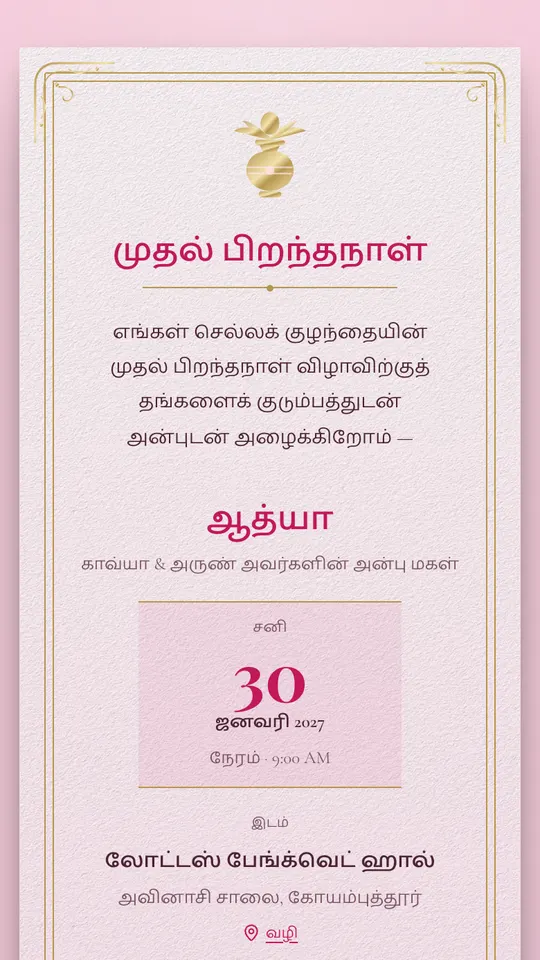 முதல் பிறந்தநாள்
எங்கள் செல்லக் குழந்தையின்
முதல் பிறந்தநாள் விழாவிற்குத்
தங்களைக் குடும்பத்துடன்
அன்புடன் அழைக்கிறோம் —
ஆத்யா
காவ்யா & அருண் அவர்களின் அன்பு மகள்
சனி
30
ஜனவரி 2027
நேரம் · 9:00 AM
இடம்
லோட்டஸ் பேங்க்வெட் ஹால்
அவினாசி சாலை, கோயம்புத்தூர்
வழி